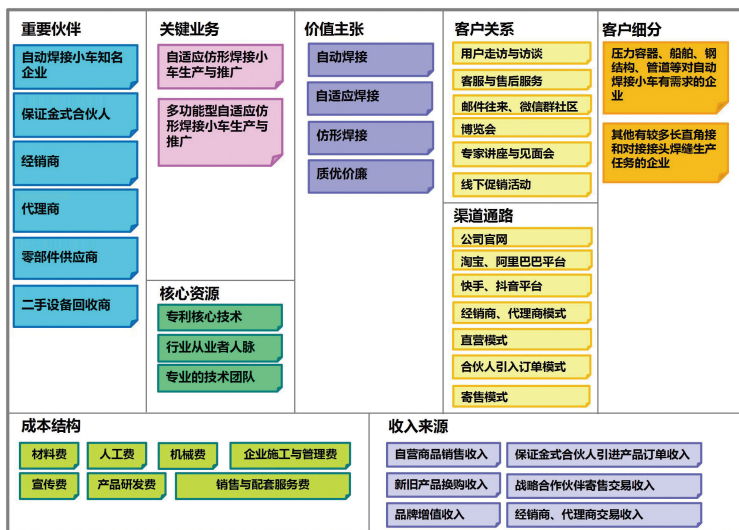 重要伙伴
自动焊接小车知名
企业
保证金式合伙人
经销商
代理商
零部件供应商
二手设备回收商
关键业务
自适应仿形焊接小
车生产与推广
多功能型自适应仿
形焊接小车生产与
推广
核心资源
专利核心技术
行业从业者人脉
专业的技术团队
价值主张
自动焊接
自适应焊接
仿形焊接
质优价廉
客户关系
用户走访与访谈
客服与售后服务
邮件往来、微信群社区
博览会
专家讲座与见面会
线下促销活动
渠道通路
公司官网
淘宝、阿里巴巴平台
快手、抖音平台
经销商、代理商模式
直营模式
合伙人引入订单模式
寄售模式
客户细分
压力容器、船舶、钢
结构、管道等对自动
焊接小车有需求的企
业
其他有较多长直角接
和对接接头焊缝生产
任务的企业
成本结构
材料费
人工费
机械费
企业施工与管理费
宣传费
产品研发费
销售与配套服务费
收入来源
自营商品销售收入
保证金式合伙人引进产品订单收入
新旧产品换购收入
战略合作伙伴寄售交易收入
品牌增值收入
经销商、代理商交易收入